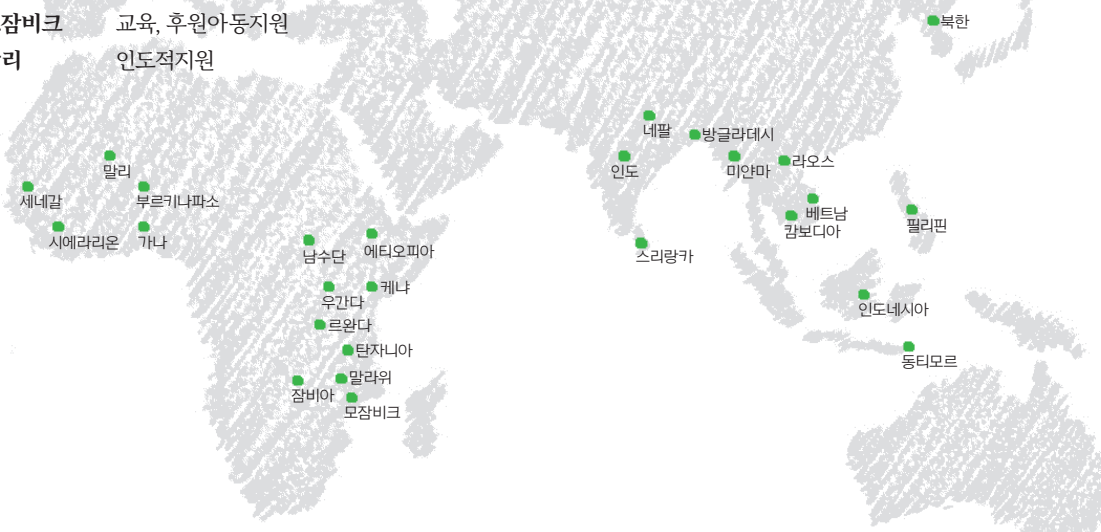 잠비크 교육, 후원아동지원
리 인도적지원
북한
네팔
방글라데시
인도
미얀마
라오스
말리
세네갈
부르키나파소
베트남
캄보디아
필리핀
시에라리온
가나
남수단
에티오피아
스리랑카
우간다
케냐
인도네시아
르완다
탄자니아
동티모르
말라위
잠비아
모잠비크